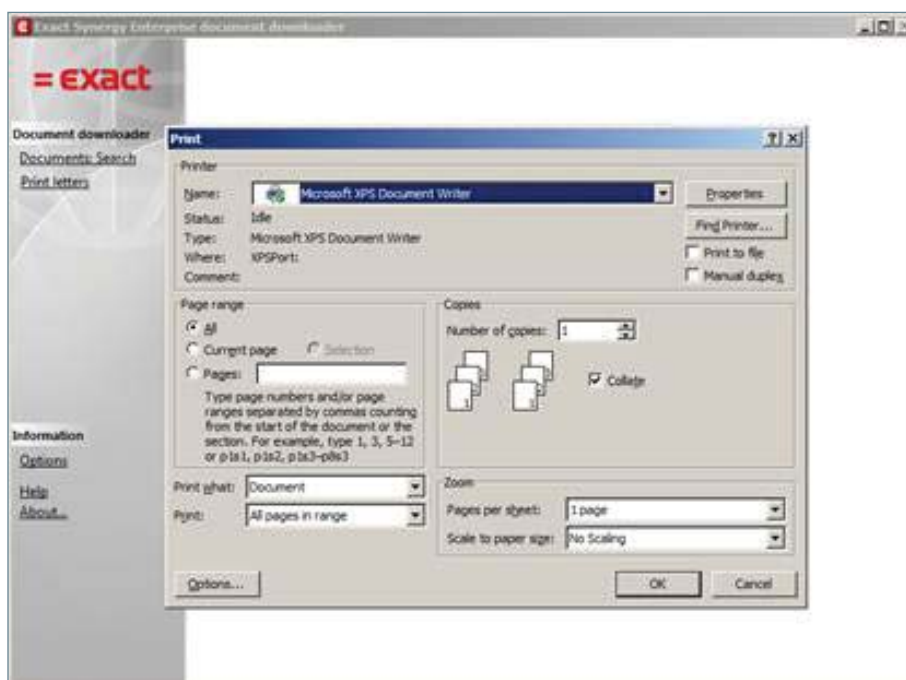 Exact Synergy Enterprise document downloader
= exact
Document downloader
Documents: Search
Print letters
Information
Options
Help
About...
Print
Printer
Name: Microsoft XPS Document Writer
Properties
Status: Idle
Find Printer...
Type: Microsoft XPS Document Writer
Where: XPSPort:
Print to file
Comment:
Manual duplex
Page range
All
Current page Selection
Pages:
Type page numbers and/or page
ranges separated by commas counting
from the start of the document or the
section. For example, type 1, 3, 5–12
or p1s1, p1s2, p1s3–p8s3
Copies
Number of copies: 1
Collate
Print what: Document
Print: All pages in range
Zoom
Pages per sheet: 1 page
Scale to paper size: No Scaling
Options...
OK
Cancel